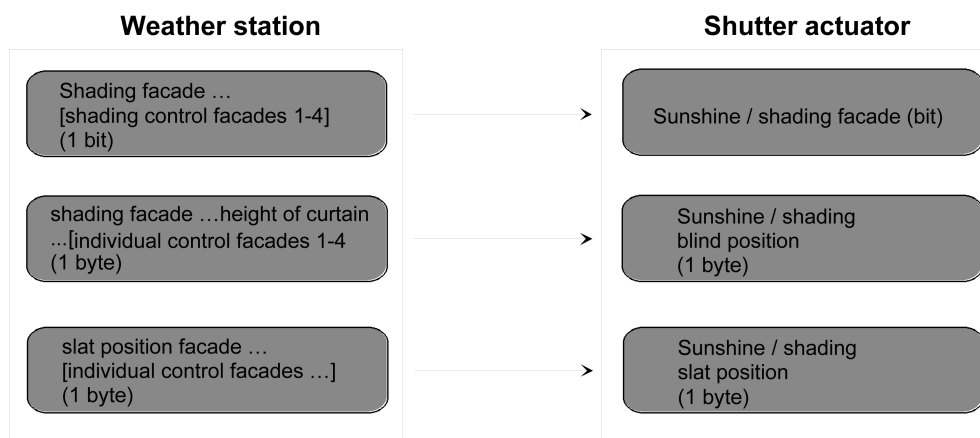 Weather station
Shutter actuator
Shading facade …
[shading control facades 1-4]
(1 bit)
Sunshine / shading facade (bit)
shading facade …height of curtain
...[individual control facades 1-4
(1 byte)
Sunshine / shading
blind position
(1 byte)
slat position facade …
[individual control facades …]
(1 byte)
Sunshine / shading
slat position
(1 byte)